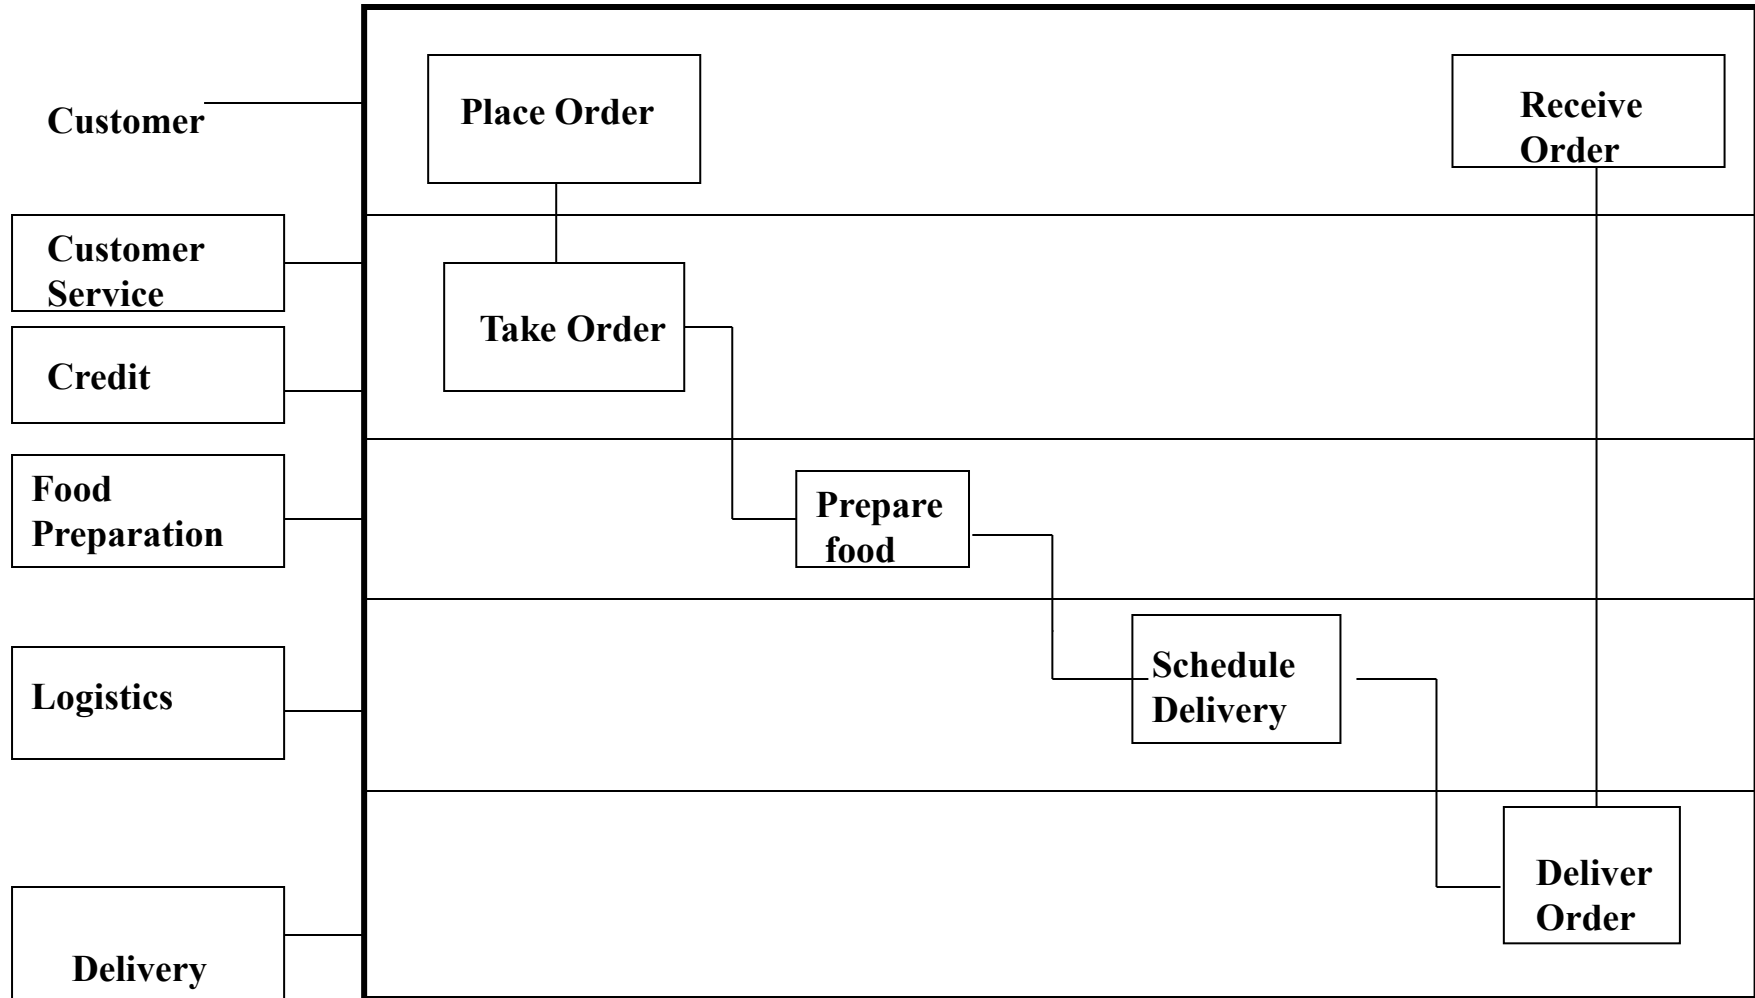 Customer
Place Order
Receive
Order
Customer
Service
Take Order
Credit
Food
Preparation
Prepare
food
Logistics
Schedule
Delivery
Deliver
Order
Delivery